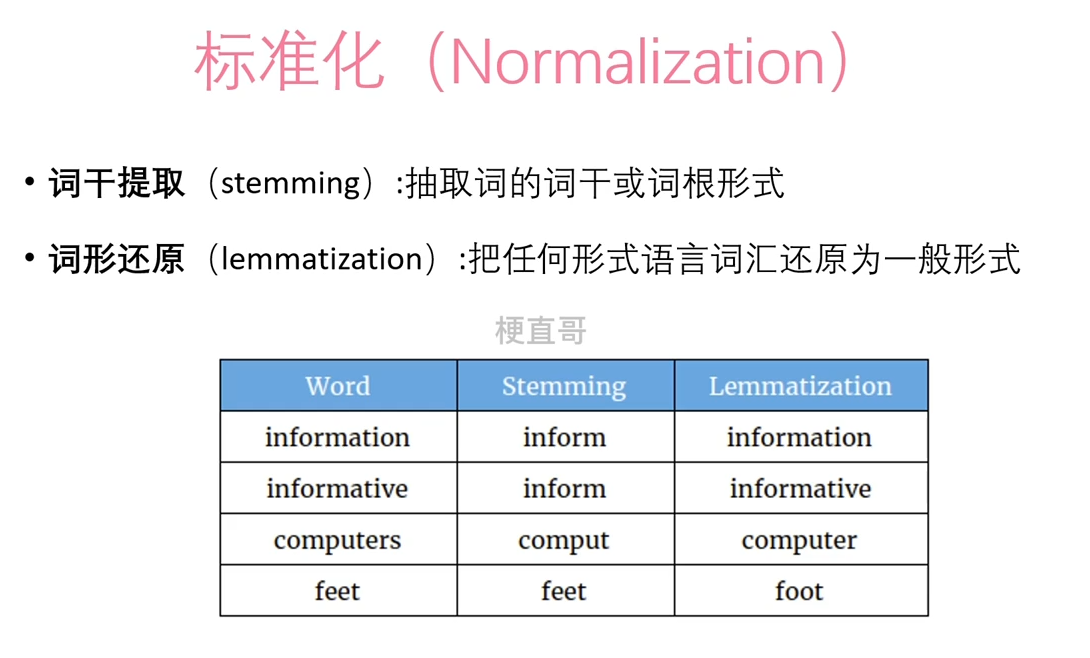 标准化（Normalization）
• 词干提取（stemming）:抽取词的词干或词根形式
• 词形还原（lemmatization）:把任何形式语言词汇还原为一般形式
梗直哥
Word Stemming Lemmatization
information inform information
informative inform informative
computers comput computer
feet feet foot